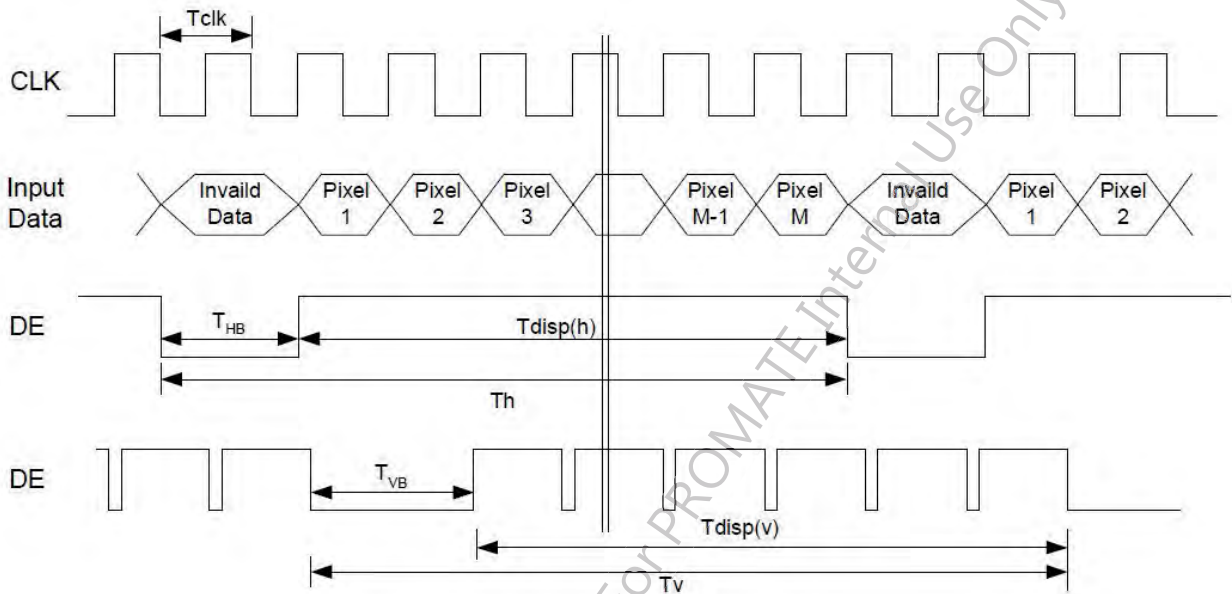 Tclk
CLK
Input
Data
Invaild
Data
Pixel
1
Pixel
2
Pixel
3
Pixel
M-1
Pixel
M
Invaild
Data
Pixel
1
Pixel
2
DE
THB
Tdisp(h)
Th
DE
TVB
Tdisp(v)
Tv
For PROMATE Internal Use Only